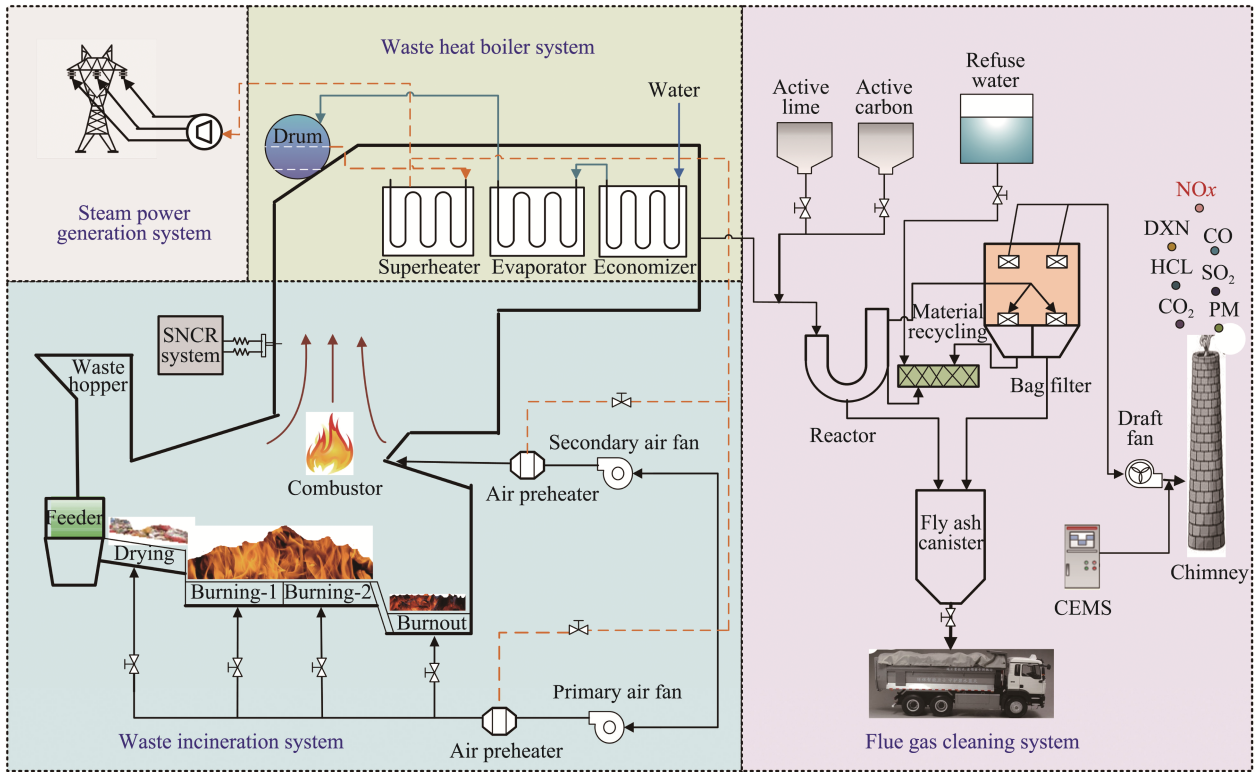 Waste heat boiler system
Water
Drum
Superheater
Evaporator
Economizer
Steam power
generation system
SNCR
system
Waste
hopper
Feeder
Drying
Burning-1
Burning-2
Burnout
Combustor
Secondary air fan
Air preheater
Primary air fan
Air preheater
Waste incineration system
Active
lime
Active
carbon
Refuse
water
NOx
DXN
CO
HCL
SO2
CO2
PM
Material
recycling
Bag filter
Reactor
Draft
fan
Fly ash
canister
CEMS
Chimney
Flue gas cleaning system